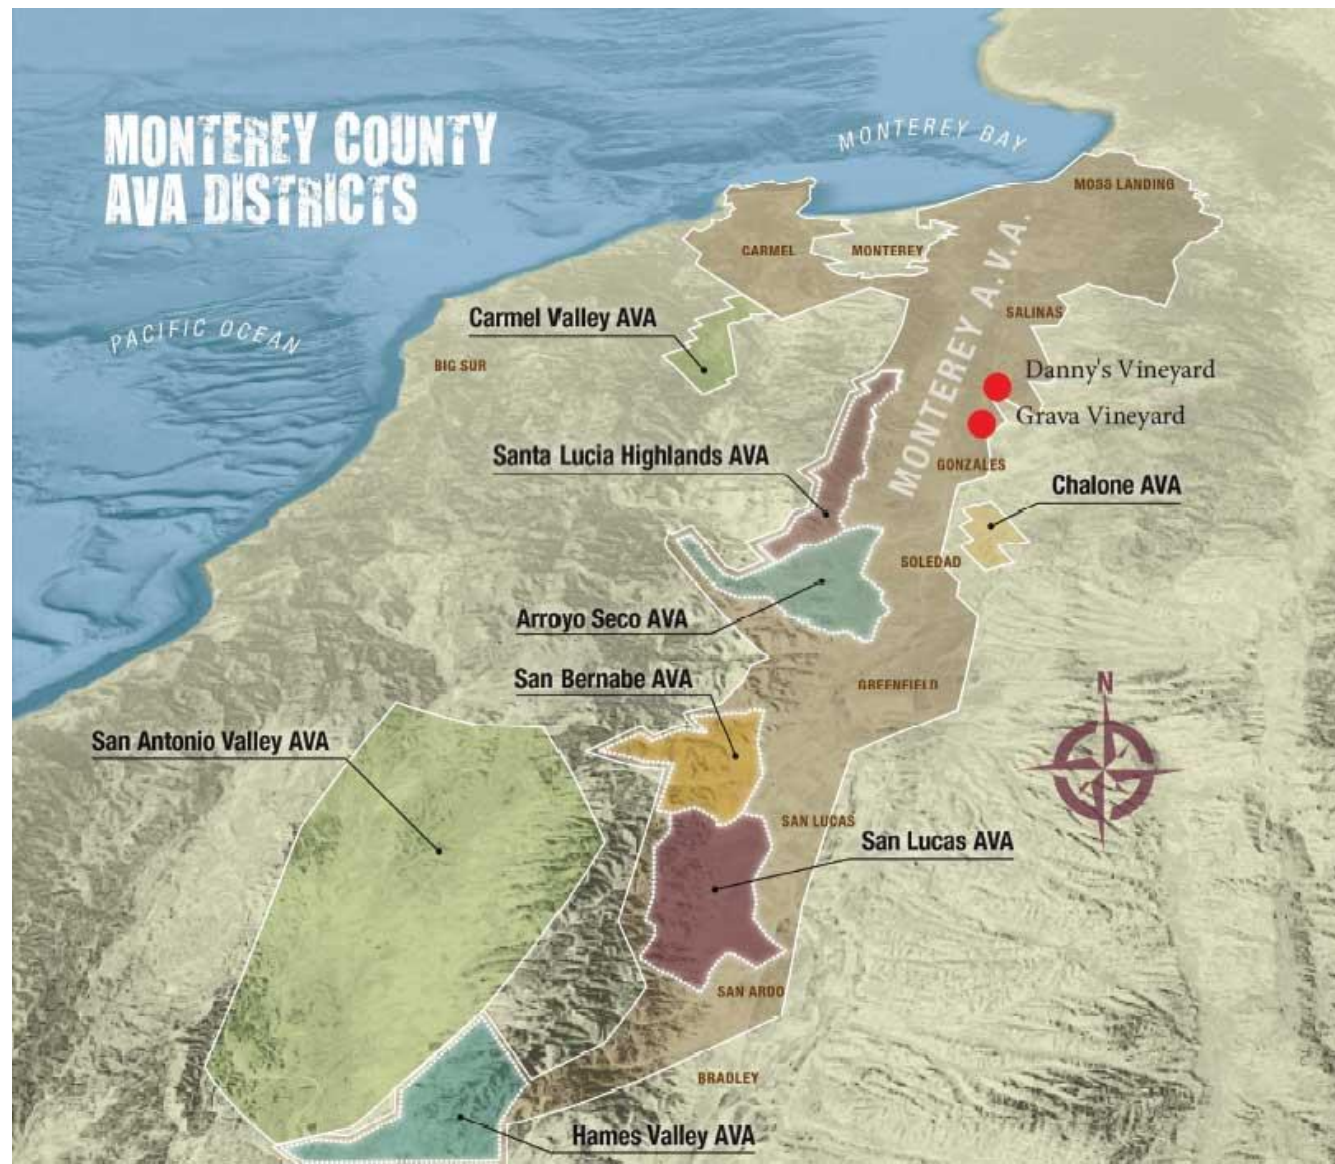 MONTEREY COUNTY
AVA DISTRICTS
MONTEREY BAY
MOSS LANDING
CARMEL
MONTEREY
MONTEREY A.V.A.
SALINAS
Carmel Valley AVA
PACIFIC OCEAN
BIG SUR
Danny's Vineyard
Grava Vineyard
Santa Lucia Highlands AVA
GONZALES
Chalone AVA
SOLEDAD
Arroyo Seco AVA
San Bernabe AVA
GREENFIELD
N
San Antonio Valley AVA
SAN LUCAS
San Lucas AVA
SAN ARDO
BRADLEY
Hames Valley AVA